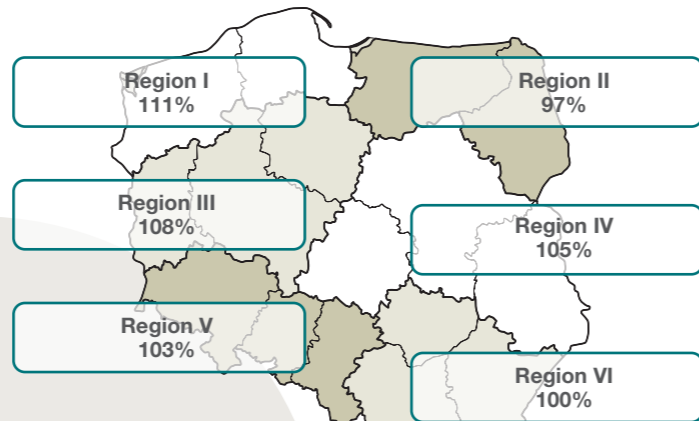 Region I
111%
Region II
97%
Region III
108%
Region IV
105%
Region V
103%
Region VI
100%